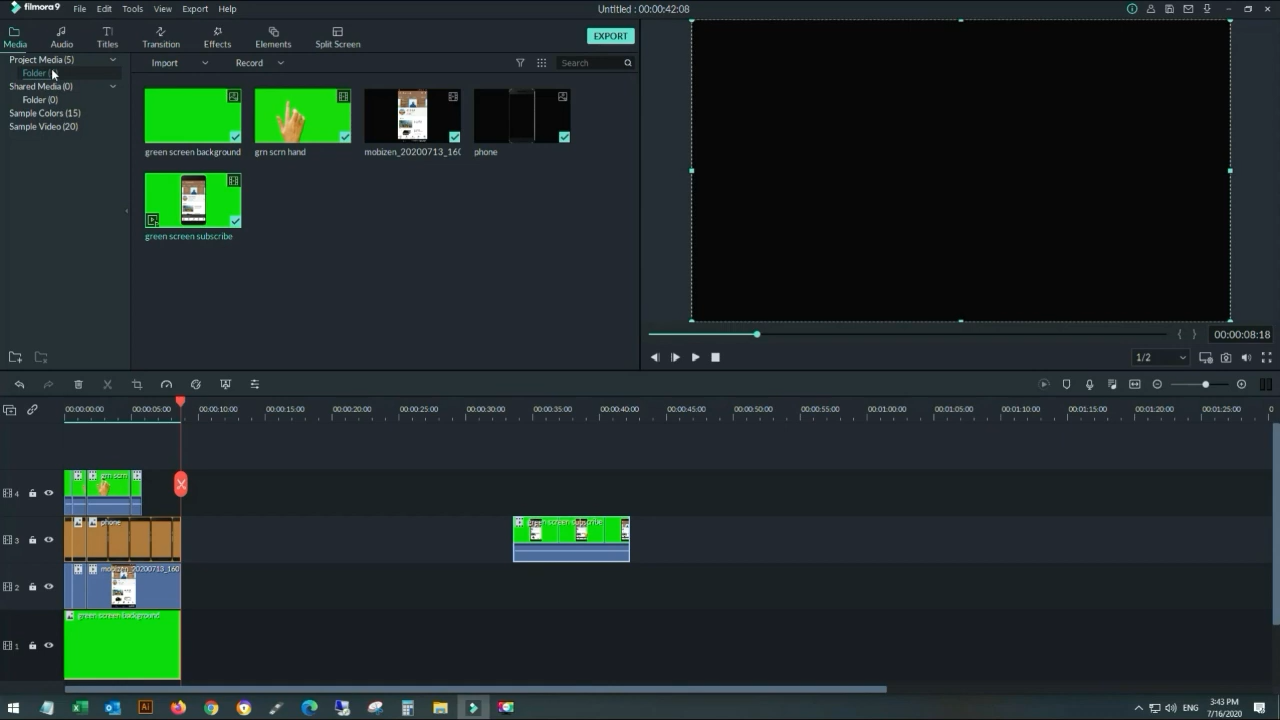 filmora9 File Edit Tools View Export Help Untitled : 00:00:42:08
Media Audio Titles Transition Effects Elements Split Screen EXPORT
Project Media (5)
Folder
Shared Media (0)
Folder (0)
Sample Colors (15)
Sample Video (20)
Import Record Search
green screen background grn scrn hand mobizen_20200713_160 phone
green screen subscribe
00:00:08:18
1/2
00:00:00:00 00:00:05:00 00:00:10:00 00:00:15:00 00:00:20:00 00:00:25:00 00:00:30:00 00:00:35:00 00:00:40:00 00:00:45:00 00:00:50:00 00:00:55:00 00:01:00:00 00:01:05:00 00:01:10:00 00:01:15:00 00:01:20:00 00:01:25:00 0
4 grn scrn
3 phone green screen subscribe
2 mobizen_20200713_160
1 green screen background
ENG 3:43 PM
7/16/2020